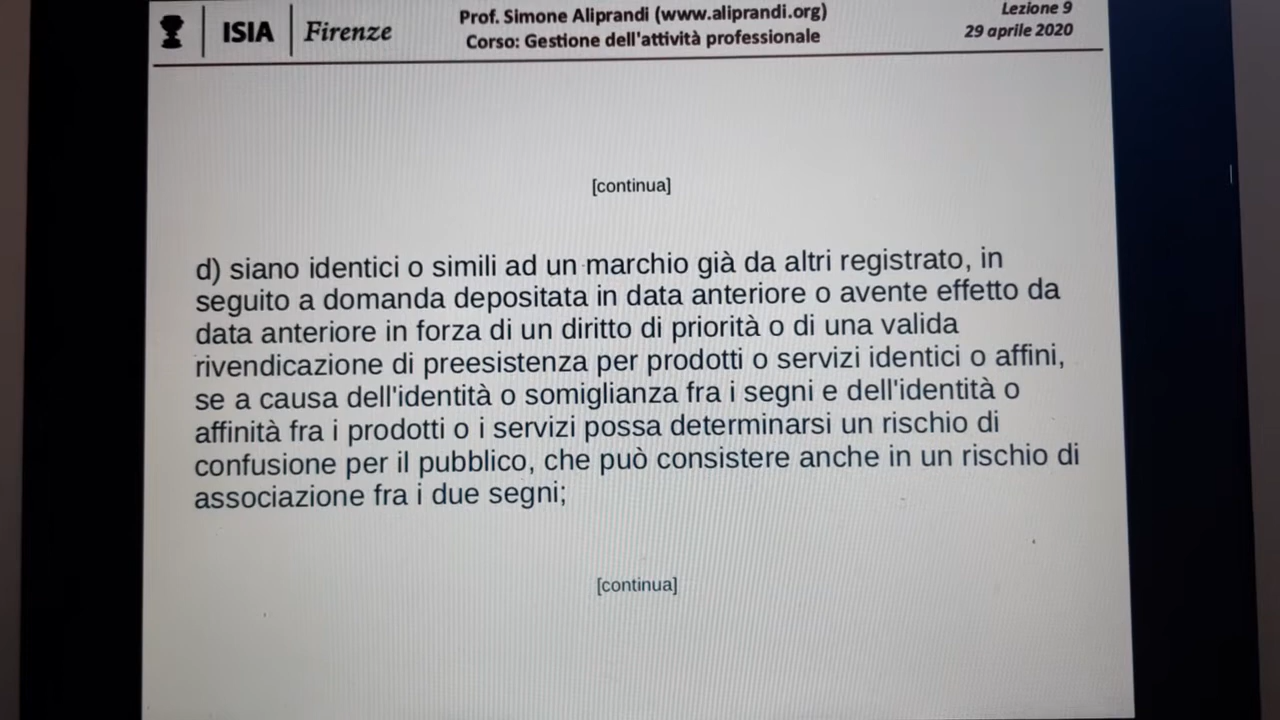 ISIA Firenze
Prof. Simone Aliprandi (www.aliprandi.org)
Corso: Gestione dell'attività professionale
Lezione 9
29 aprile 2020
[continua]
d) siano identici o simili ad un marchio già da altri registrato, in
seguito a domanda depositata in data anteriore o avente effetto da
data anteriore in forza di un diritto di priorità o di una valida
rivendicazione di preesistenza per prodotti o servizi identici o affini,
se a causa dell'identità o somiglianza fra i segni e dell'identità o
affinità fra i prodotti o i servizi possa determinarsi un rischio di
confusione per il pubblico, che può consistere anche in un rischio di
associazione fra i due segni;
[continua]